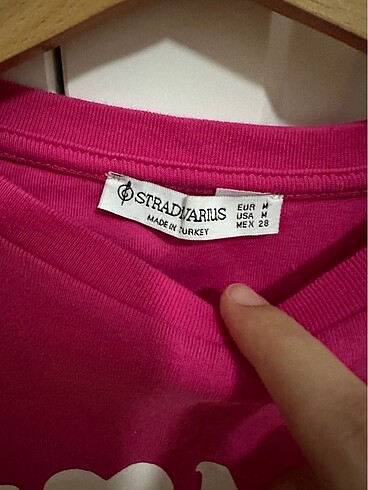 STRADIVARIUS
MADE IN TURKEY
EUR M
USA M
MEX 28